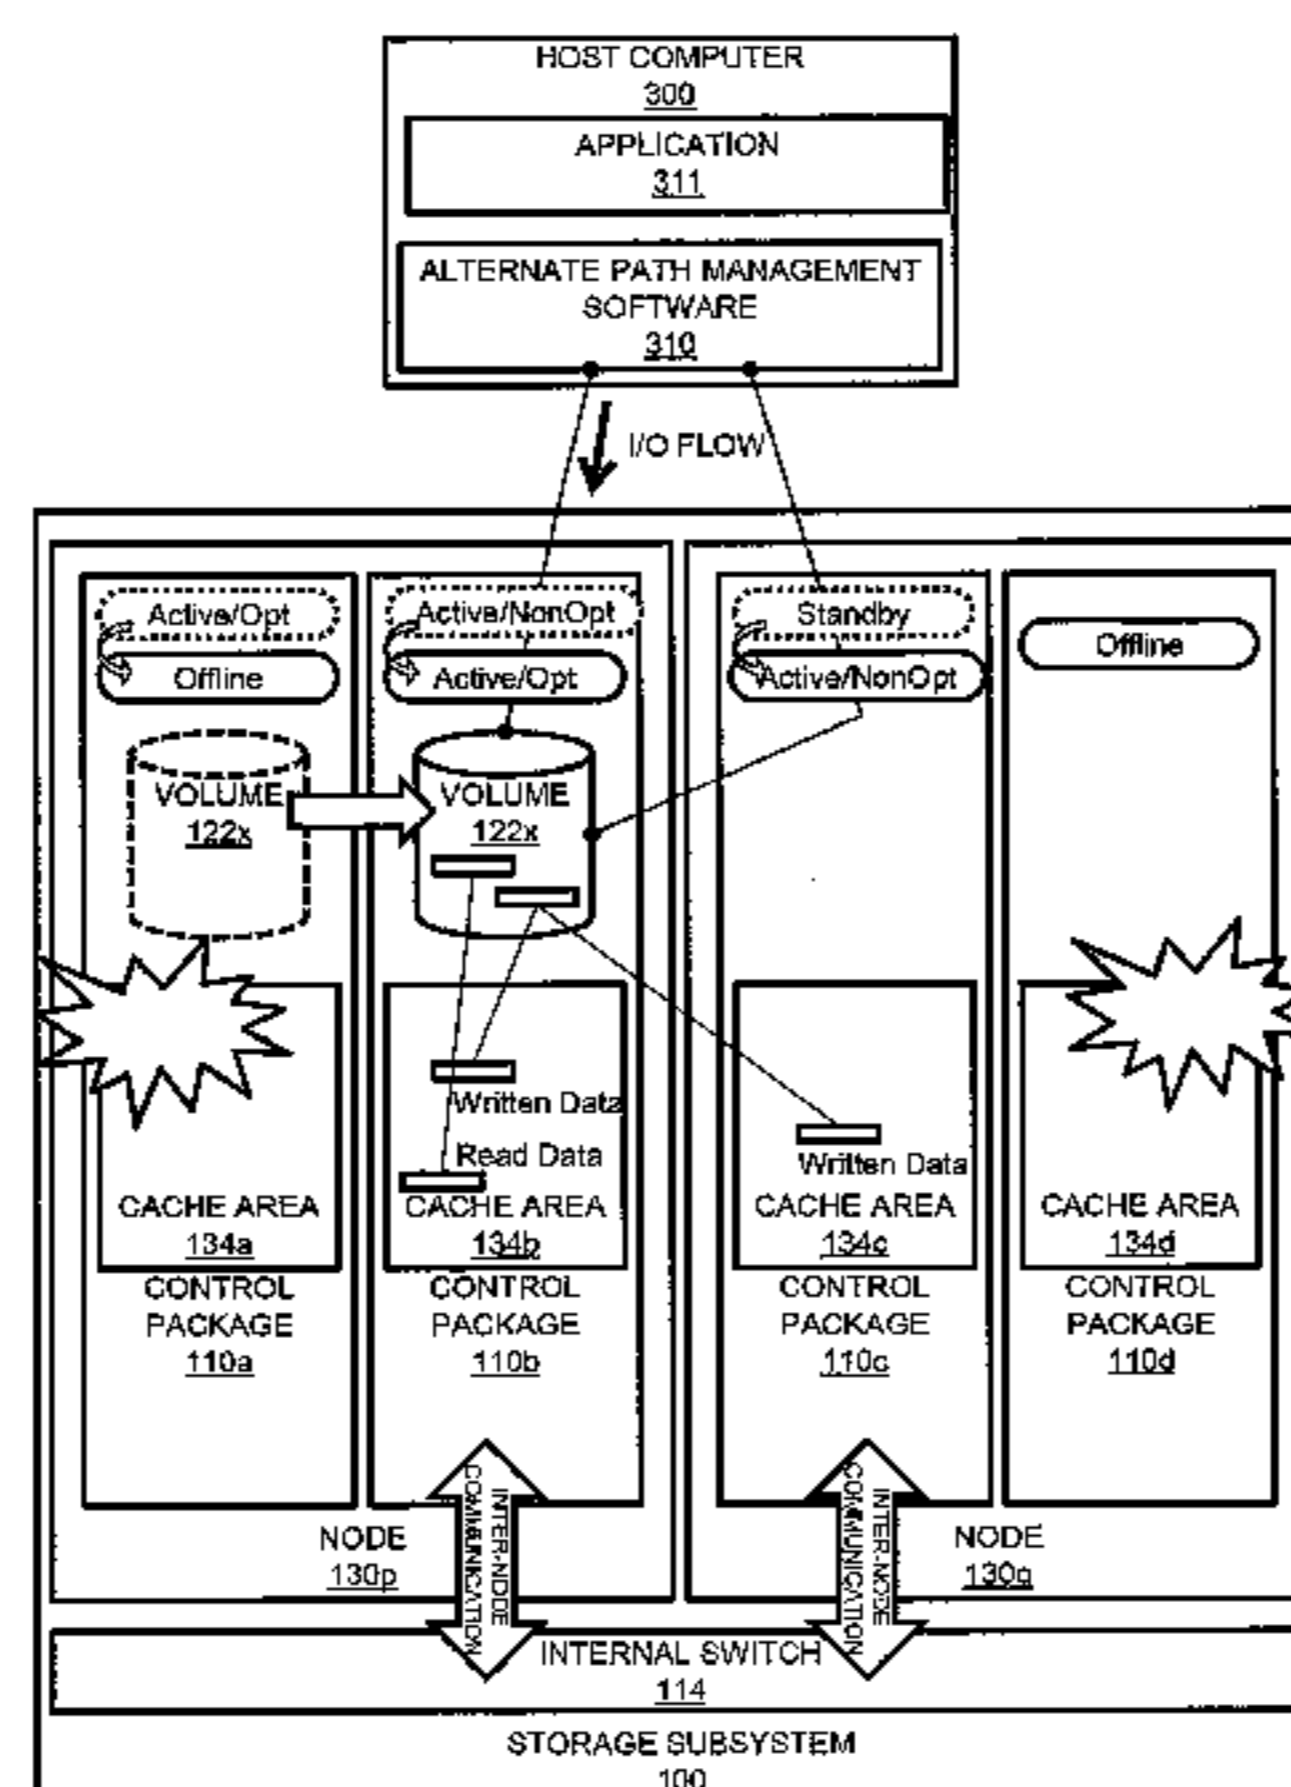 HOST COMPUTER
300
APPLICATION
311
ALTERNATE PATH MANAGEMENT
SOFTWARE
310
I/O FLOW
Active/Opt
Offline
Active/NonOpt
Active/Opt
Standby
Active/NonOpt
Offline
VOLUME
122x
VOLUME
122x
Written Data
Read Data
Written Data
CACHE AREA
134a
CACHE AREA
134b
CACHE AREA
134c
CACHE AREA
134d
CONTROL
PACKAGE
110a
CONTROL
PACKAGE
110b
CONTROL
PACKAGE
110c
CONTROL
PACKAGE
110d
INTER-NODE
COMMUNICATION
INTER-NODE
COMMUNICATION
NODE
130p
NODE
130q
INTERNAL SWITCH
114
STORAGE SUBSYSTEM
100